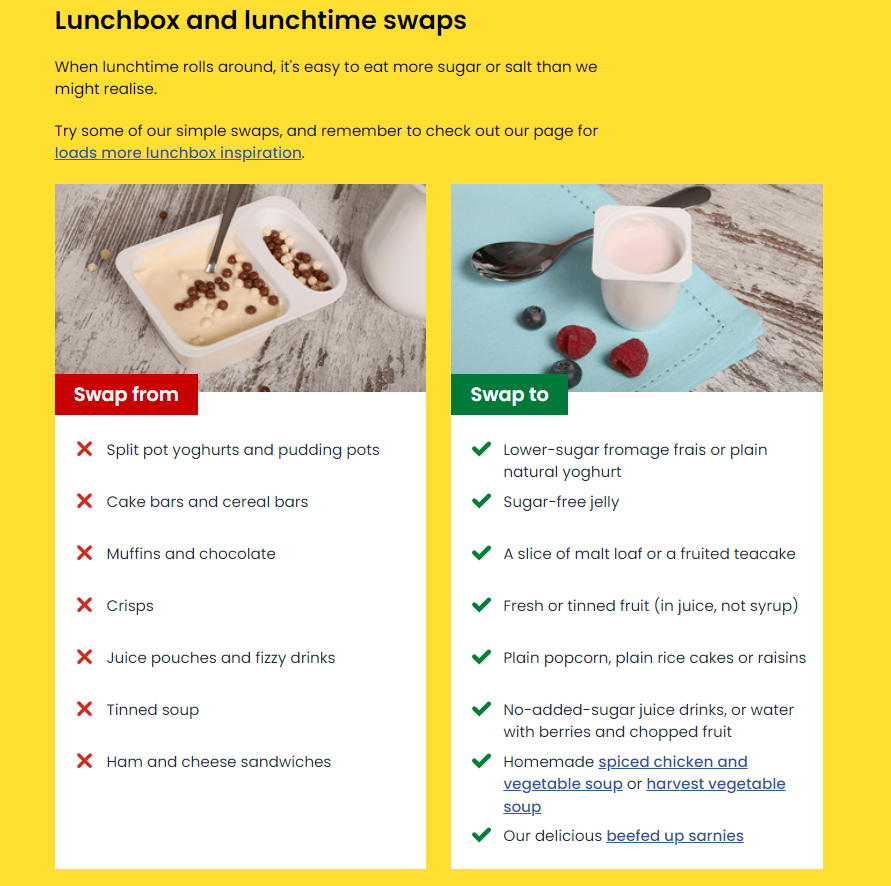 Lunchbox and lunchtime swaps
When lunchtime rolls around, it's easy to eat more sugar or salt than we
might realise.
Try some of our simple swaps, and remember to check out our page for
loads more lunchbox inspiration.
Swap from
Split pot yoghurts and pudding pots
Cake bars and cereal bars
Muffins and chocolate
Crisps
Juice pouches and fizzy drinks
Tinned soup
Ham and cheese sandwiches
Swap to
Lower-sugar fromage frais or plain
natural yoghurt
Sugar-free jelly
A slice of malt loaf or a fruited teacake
Fresh or tinned fruit (in juice, not syrup)
Plain popcorn, plain rice cakes or raisins
No-added-sugar juice drinks, or water
with berries and chopped fruit
Homemade spiced chicken and
vegetable soup or harvest vegetable
soup
Our delicious beefed up sarnies